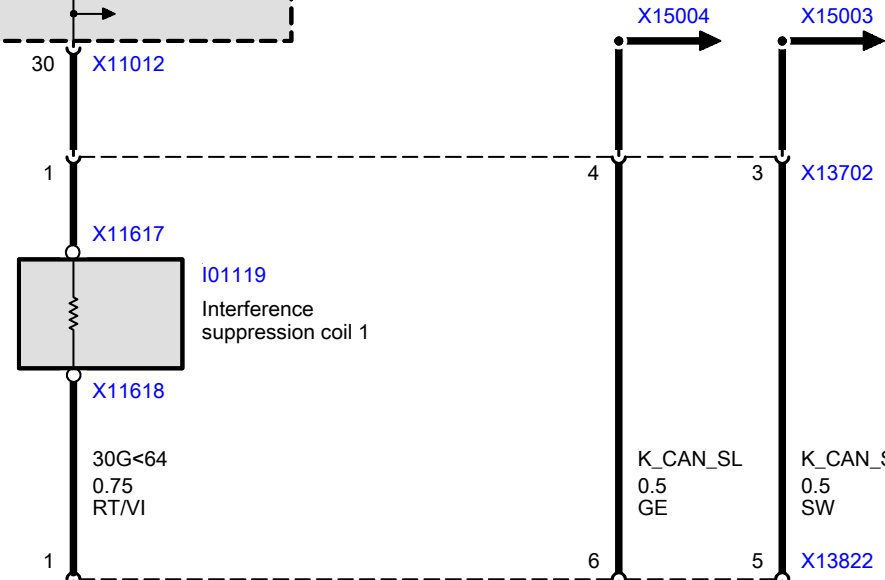 X15004
X15003
30
X11012
1
4
3
X13702
X11617
I01119
Interference
suppression coil 1
X11618
30G<64
0.75
RT/VI
K_CAN_SL
0.5
GE
0.5
SW
1
6
5
X13822